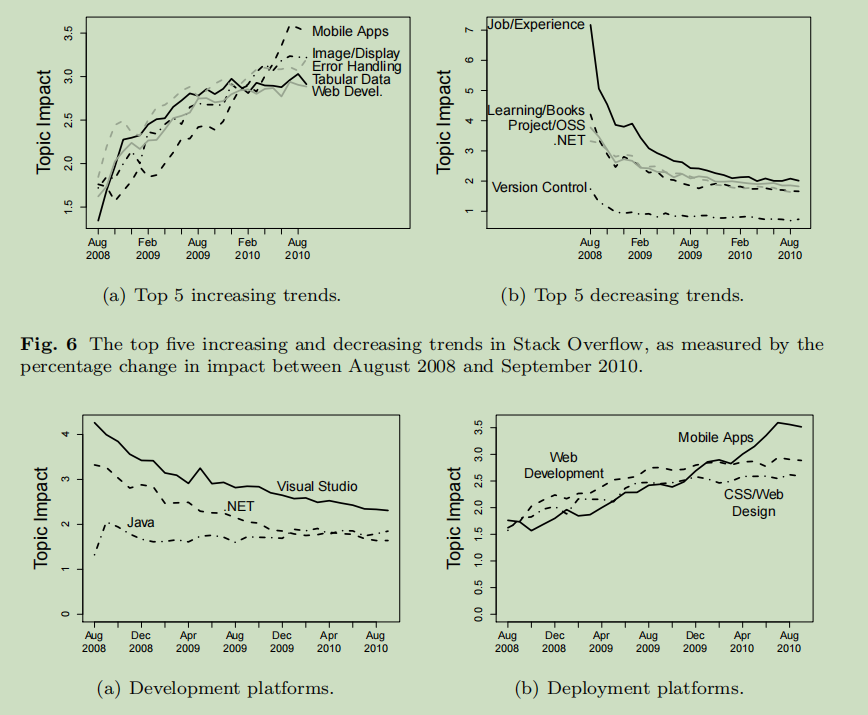 Topic Impact
3.5
3.0
2.5
2.0
1.5
Mobile Apps
Image/Display
Error Handling
Tabular Data
Web Devel.
Aug 2008
Feb 2009
Aug 2009
Feb 2010
Aug 2010
(a) Top 5 increasing trends.
Topic Impact
7
6
5
4
3
2
1
Job/Experience
Learning/Books
Project/OSS
.NET
Version Control
Aug 2008
Feb 2009
Aug 2009
Feb 2010
Aug 2010
(b) Top 5 decreasing trends.
Fig. 6 The top five increasing and decreasing trends in Stack Overflow, as measured by the
percentage change in impact between August 2008 and September 2010.
Topic Impact
4
3
2
1
0
Visual Studio
.NET
Java
Aug 2008
Dec 2008
Apr 2009
Aug 2009
Dec 2009
Apr 2010
Aug 2010
(a) Development platforms.
Topic Impact
3.5
3.0
2.5
2.0
1.5
1.0
0.5
0.0
Mobile Apps
Web
Development
CSS/Web
Design
Aug 2008
Dec 2008
Apr 2009
Aug 2009
Dec 2009
Apr 2010
Aug 2010
(b) Deployment platforms.